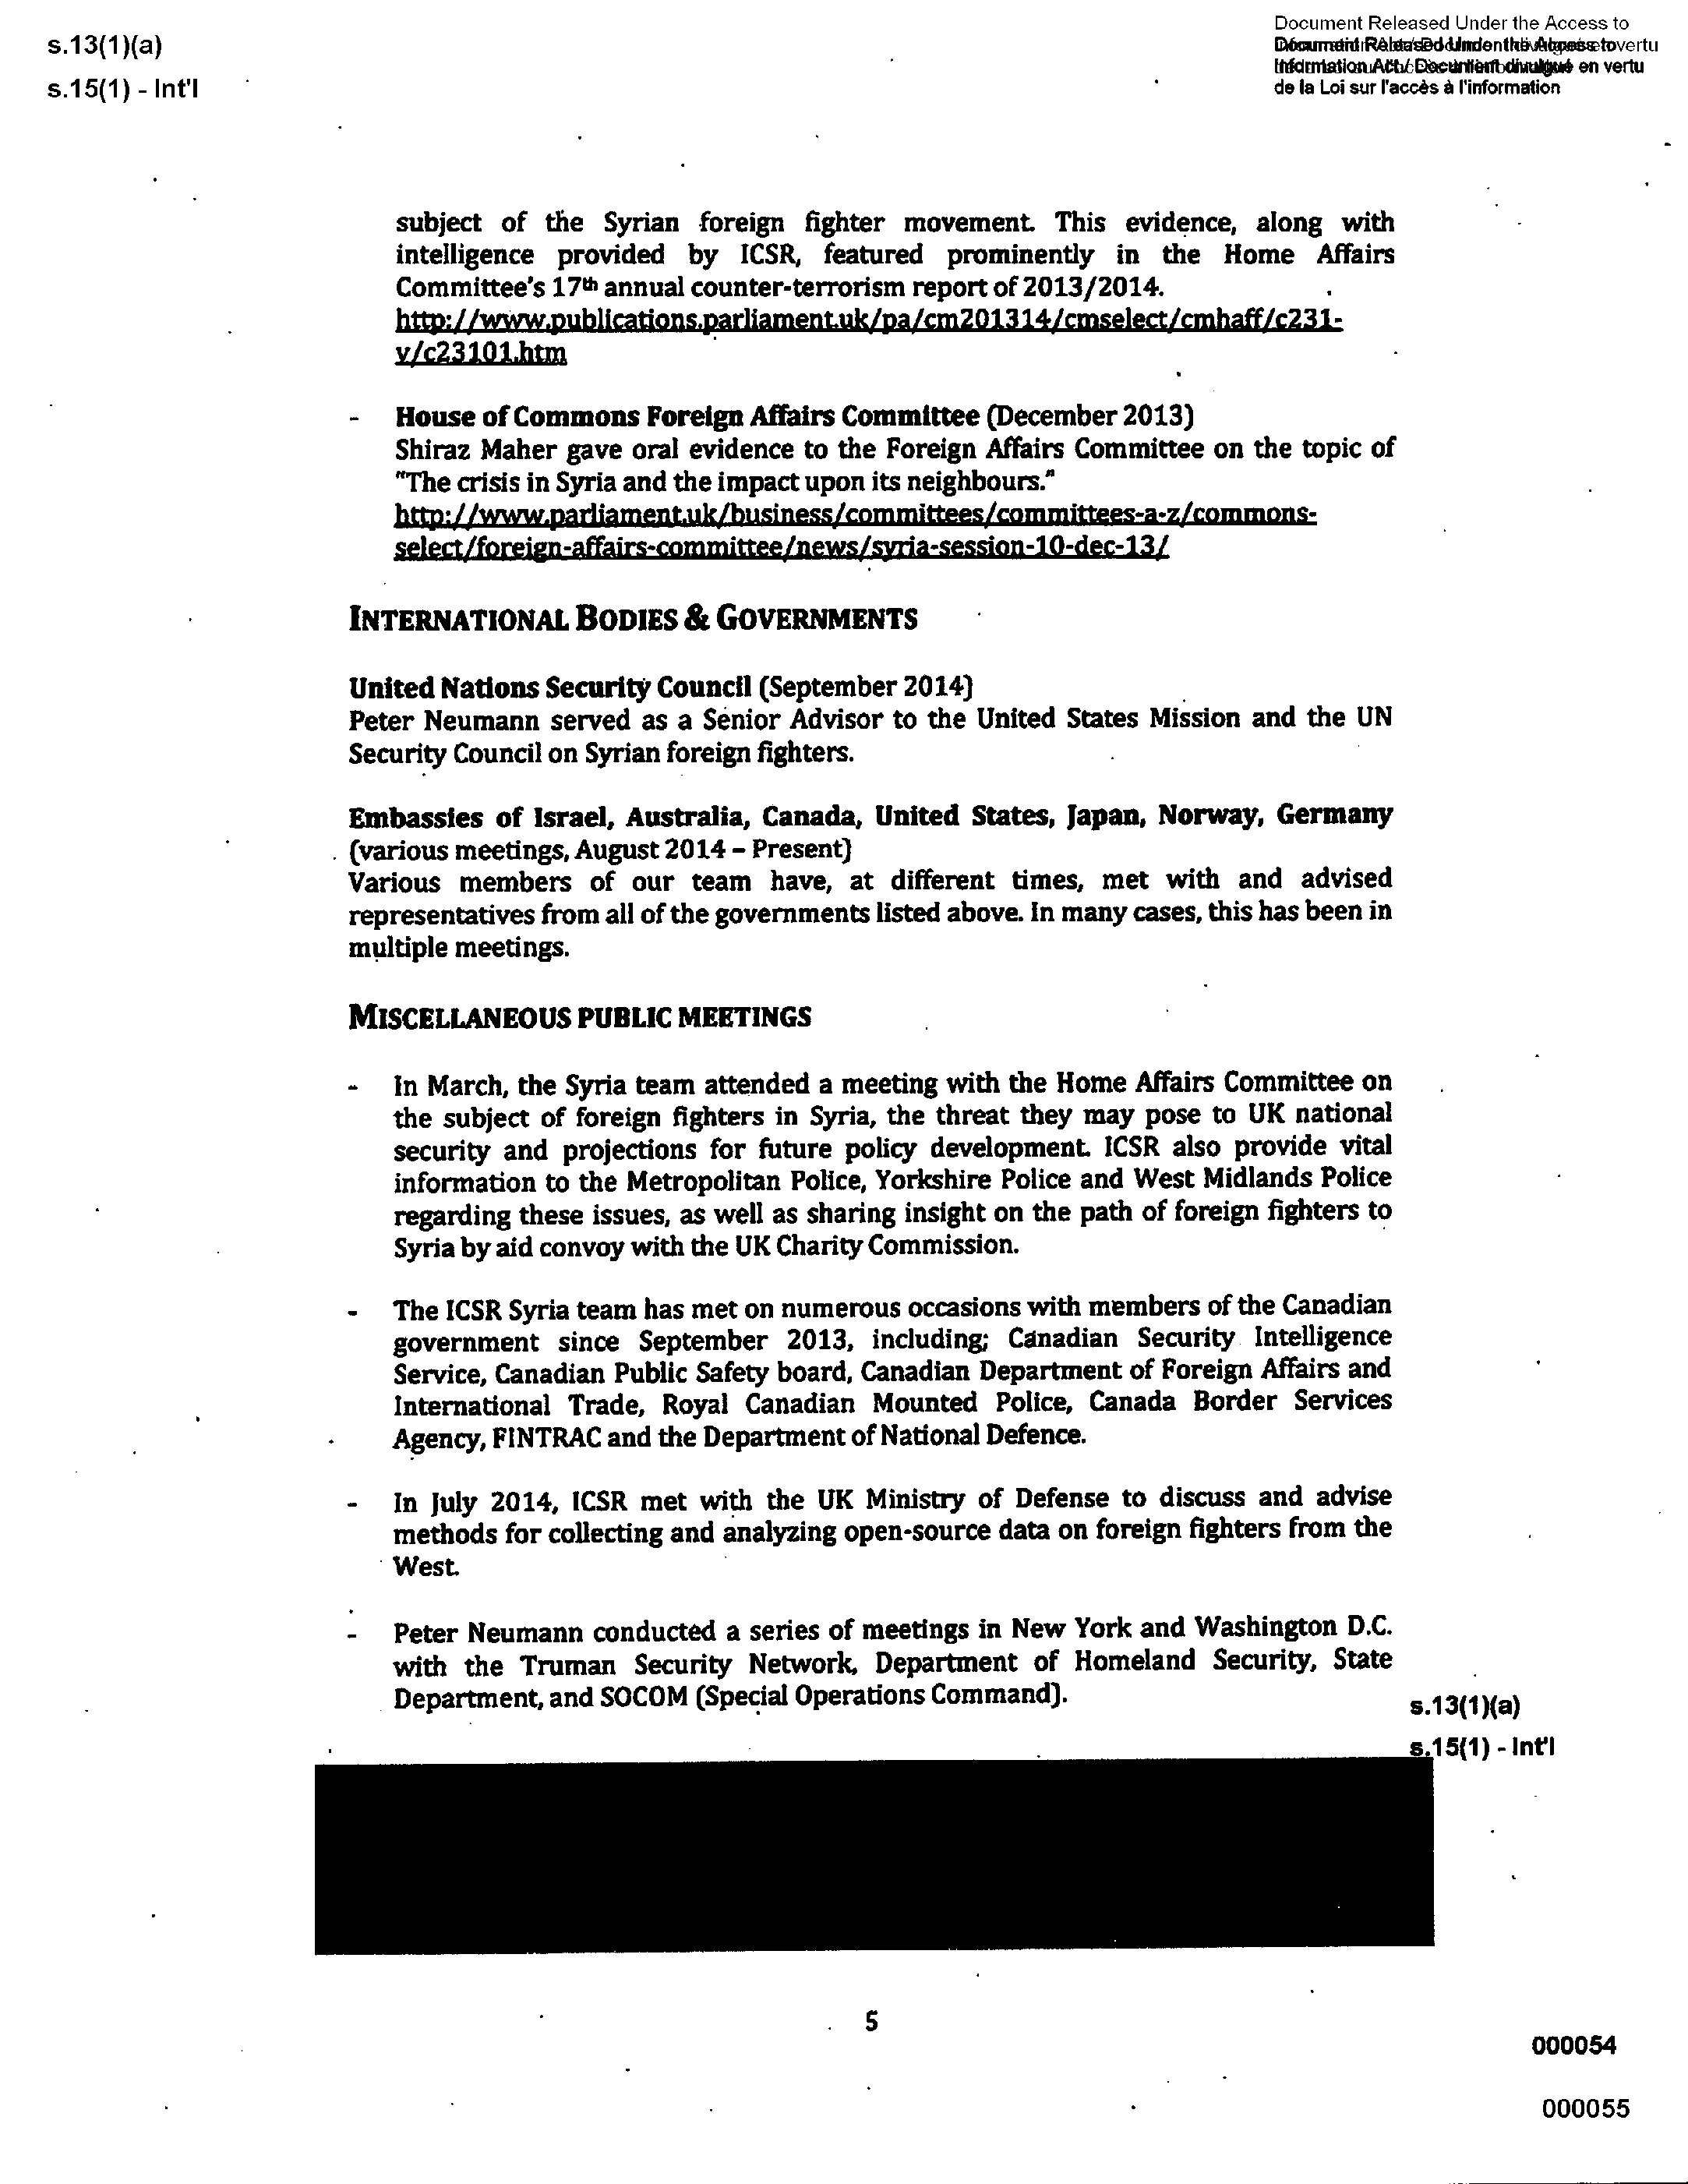 s.13(1)(a)
s.15(1) - Int'l
Document Released Under the Access to
de la Loi sur l'accès à l'information
subject of the Syrian foreign fighter movement. This evidence, along with
intelligence provided by ICSR, featured prominently in the Home Affairs
Committee's 17th annual counter-terrorism report of 2013/2014.
http://www.publications.parliament.uk/pa/cm201314/cmselect/cmhaff/c231-
v/c23101.htm
- House of Commons Foreign Affairs Committee (December 2013)
Shiraz Maher gave oral evidence to the Foreign Affairs Committee on the topic of
"The crisis in Syria and the impact upon its neighbours."
http://www.parliament.uk/business/committees/committees-a-z/commons-
select/foreign-affairs-committee/news/syria-session-10-dec-13/
INTERNATIONAL BODIES & GOVERNMENTS
United Nations Security Council (September 2014)
Peter Neumann served as a Senior Advisor to the United States Mission and the UN
Security Council on Syrian foreign fighters.
Embassies of Israel, Australia, Canada, United States, Japan, Norway, Germany
(various meetings, August 2014 – Present)
Various members of our team have, at different times, met with and advised
representatives from all of the governments listed above. In many cases, this has been in
multiple meetings.
MISCELLANEOUS PUBLIC MEETINGS
- In March, the Syria team attended a meeting with the Home Affairs Committee on
the subject of foreign fighters in Syria, the threat they may pose to UK national
security and projections for future policy development. ICSR also provide vital
information to the Metropolitan Police, Yorkshire Police and West Midlands Police
regarding these issues, as well as sharing insight on the path of foreign fighters to
Syria by aid convoy with the UK Charity Commission.
- The ICSR Syria team has met on numerous occasions with members of the Canadian
government since September 2013, including; Canadian Security Intelligence
Service, Canadian Public Safety board, Canadian Department of Foreign Affairs and
International Trade, Royal Canadian Mounted Police, Canada Border Services
Agency, FINTRAC and the Department of National Defence.
- In July 2014, ICSR met with the UK Ministry of Defense to discuss and advise
methods for collecting and analyzing open-source data on foreign fighters from the
West.
- Peter Neumann conducted a series of meetings in New York and Washington D.C.
with the Truman Security Network, Department of Homeland Security, State
Department, and SOCOM (Special Operations Command).
s.13(1)(a)
s.15(1) - Int'l
5
000054
000055